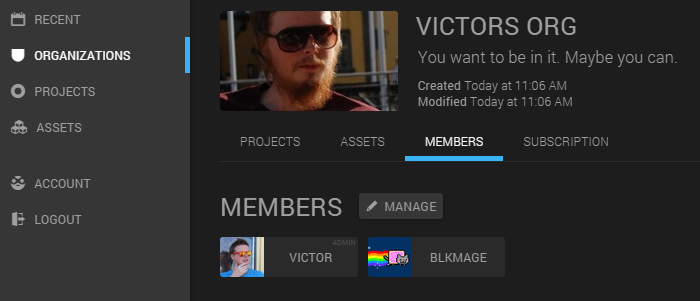 RECENT
ORGANIZATIONS
PROJECTS
ASSETS
ACCOUNT
LOGOUT
VICTORS ORG
You want to be in it. Maybe you can.
Created Today at 11:06 AM
Modified Today at 11:06 AM
PROJECTS ASSETS MEMBERS SUBSCRIPTION
MEMBERS MANAGE
ADMIN
VICTOR BLKMAGE